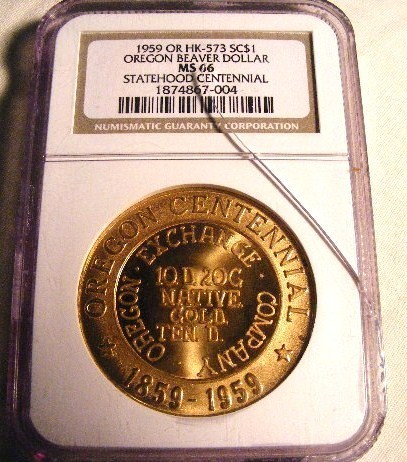 1959 OR HK-573 SC$1
OREGON BEAVER DOLLAR
MS 66
STATEHOOD CENTENNIAL
1874867-004
NUMISMATIC GUARANTY CORPORATION
OREGON CENTENNIAL
OREGON · EXCHANGE · COMPANY
10 D. 20 G
NATIVE
GOLD
TEN D.
1859-1959